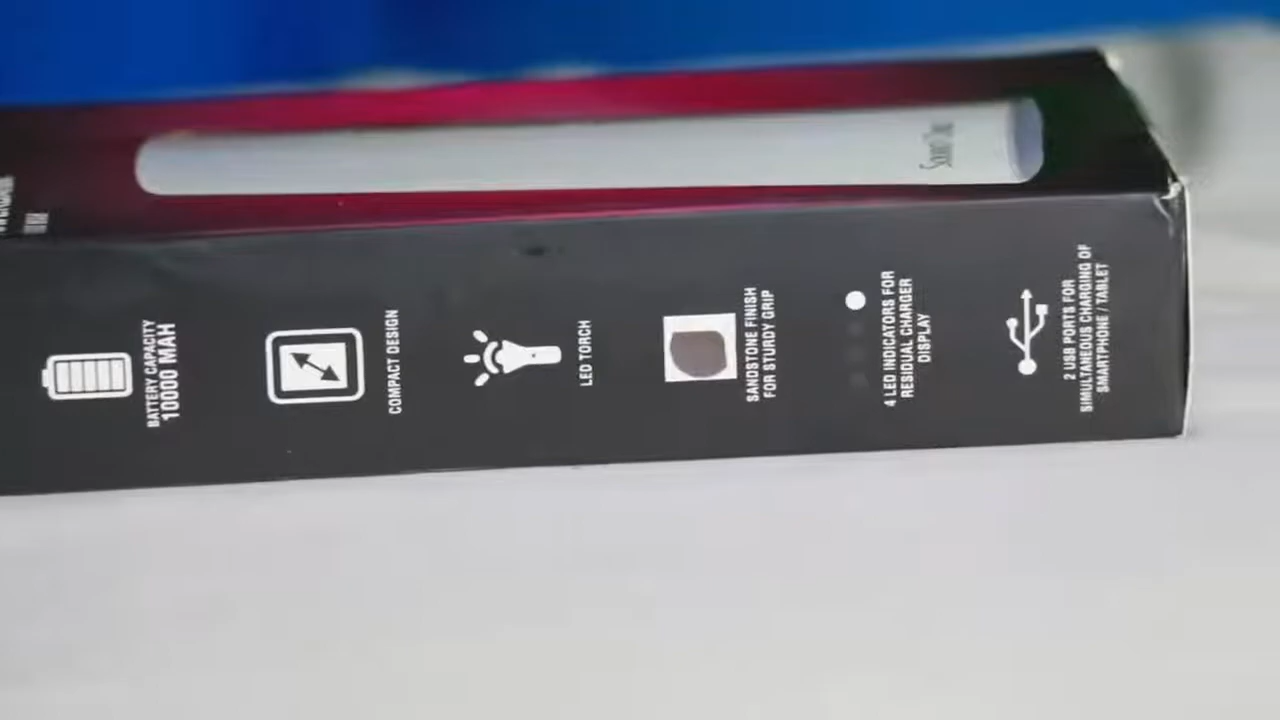 BATTERY CAPACITY
10000 MAH
COMPACT DESIGN
LED TORCH
SANDSTONE FINISH
FOR STURDY GRIP
4 LED INDICATORS FOR
RESIDUAL CHARGER
DISPLAY
2 USB PORTS FOR
SIMULTANEOUS CHARGING OF
SMARTPHONE / TABLET